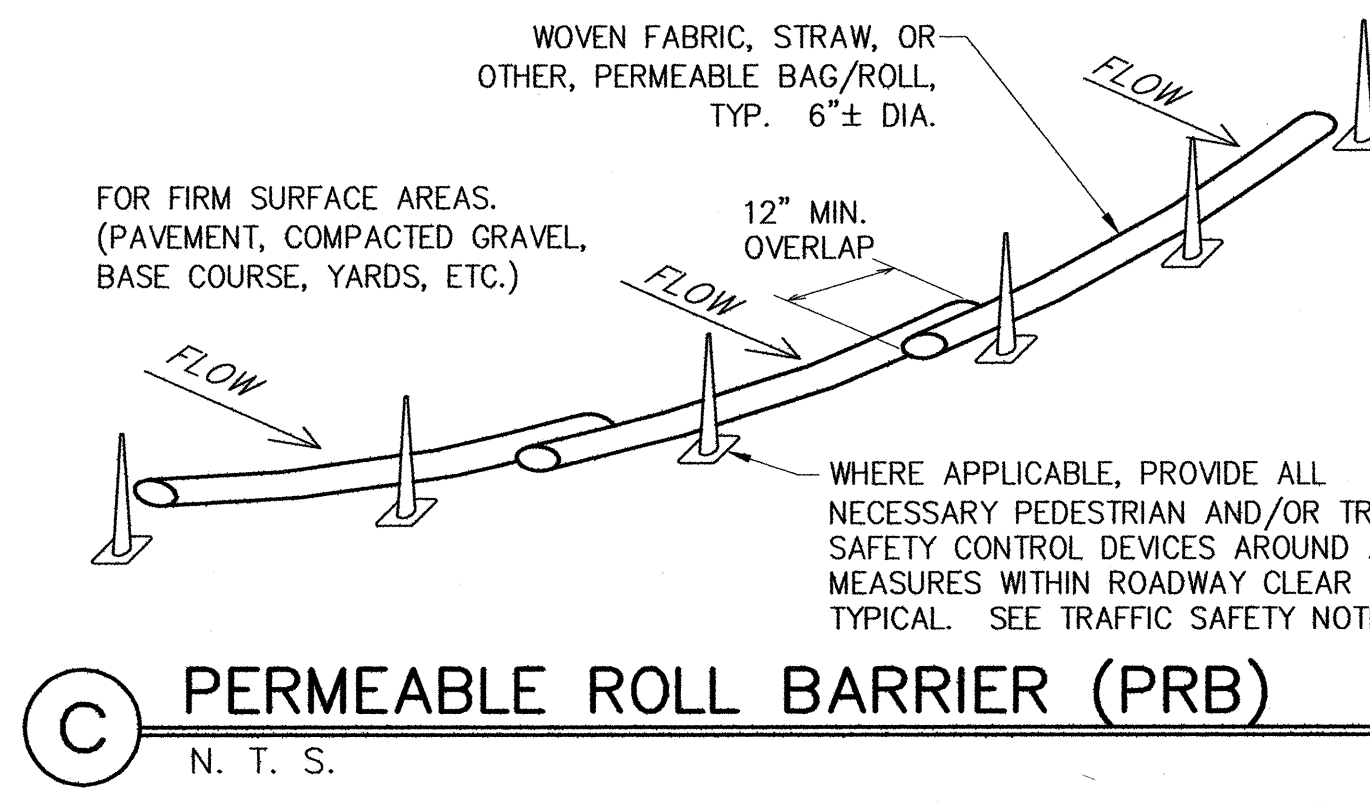 WOVEN FABRIC, STRAW, OR
OTHER, PERMEABLE BAG/ROLL,
TYP. 6"± DIA.
FLOW
FOR FIRM SURFACE AREAS.
(PAVEMENT, COMPACTED GRAVEL,
BASE COURSE, YARDS, ETC.)
12" MIN.
OVERLAP
FLOW
FLOW
WHERE APPLICABLE, PROVIDE ALL
NECESSARY PEDESTRIAN AND/OR
SAFETY CONTROL DEVICES AROUND
MEASURES WITHIN ROADWAY CLEAR
TYPICAL. SEE TRAFFIC SAFETY
C
PERMEABLE ROLL BARRIER (PRB)
N. T. S.